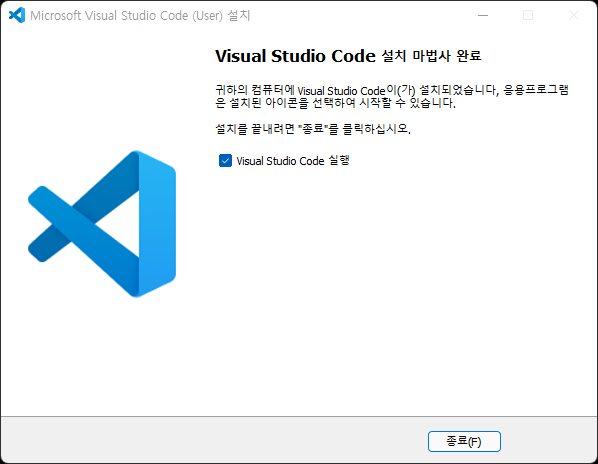 Microsoft Visual Studio Code (User) 설치
Visual Studio Code 설치 마법사 완료
귀하의 컴퓨터에 Visual Studio Code이(가) 설치되었습니다, 응용프로그램
은 설치된 아이콘을 선택하여 시작할 수 있습니다.
설치를 끝내려면 "종료"를 클릭하십시오.
Visual Studio Code 실행
종료(F)